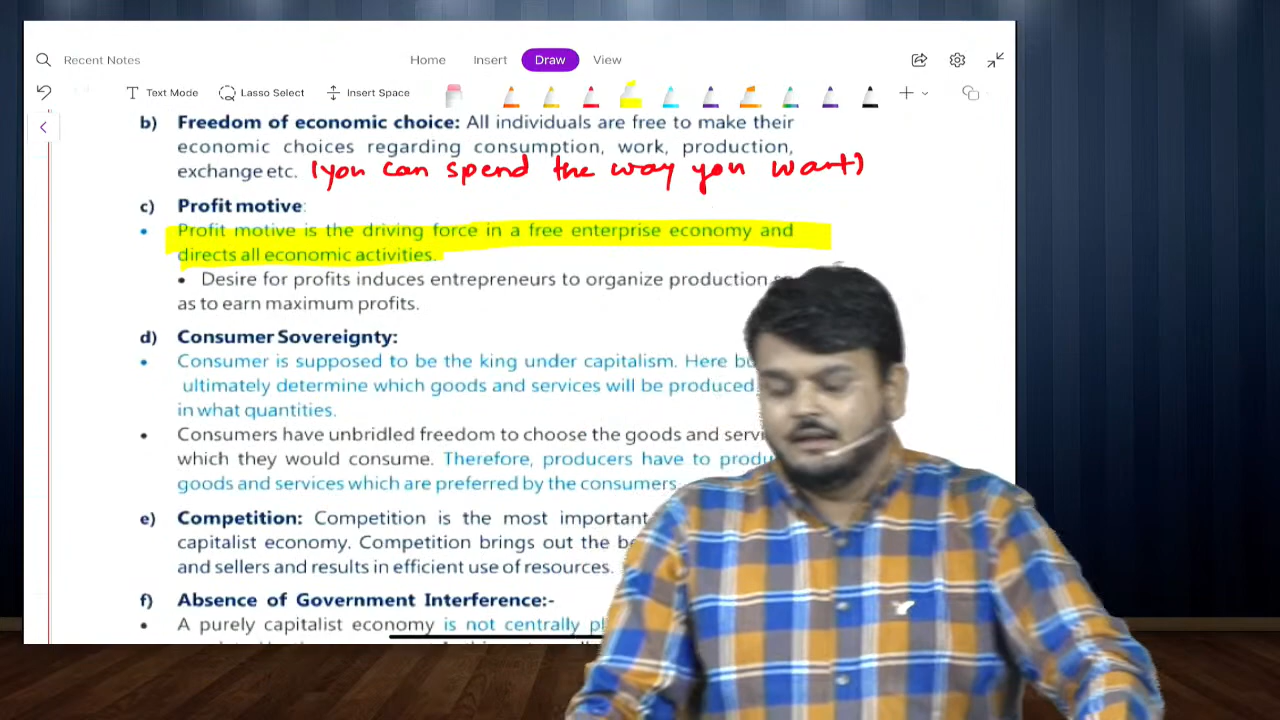 Recent Notes
Home Insert Draw View
Text Mode Lasso Select Insert Space
b) Freedom of economic choice: All individuals are free to make their
economic choices regarding consumption, work, production,
exchange etc. (you can spend the way you want)
c) Profit motive:
• Profit motive is the driving force in a free enterprise economy and
directs all economic activities.
• Desire for profits induces entrepreneurs to organize production
as to earn maximum profits.
d) Consumer Sovereignty:
• Consumer is supposed to be the king under capitalism. Here
ultimately determine which goods and services will be produced
in what quantities.
• Consumers have unbridled freedom to choose the goods and
which they would consume. Therefore, producers have to
goods and services which are preferred by the consumers.
e) Competition: Competition is the most important
capitalist economy. Competition brings out the
and sellers and results in efficient use of resources.
f) Absence of Government Interference:-
• A purely capitalist economy is not centrally